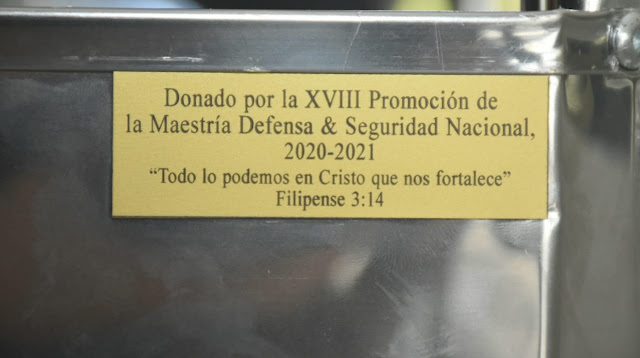 Donado por la XVIII Promoción de
la Maestría Defensa & Seguridad Nacional,
2020-2021
“Todo lo podemos en Cristo que nos fortalece”
Filipense 3:14